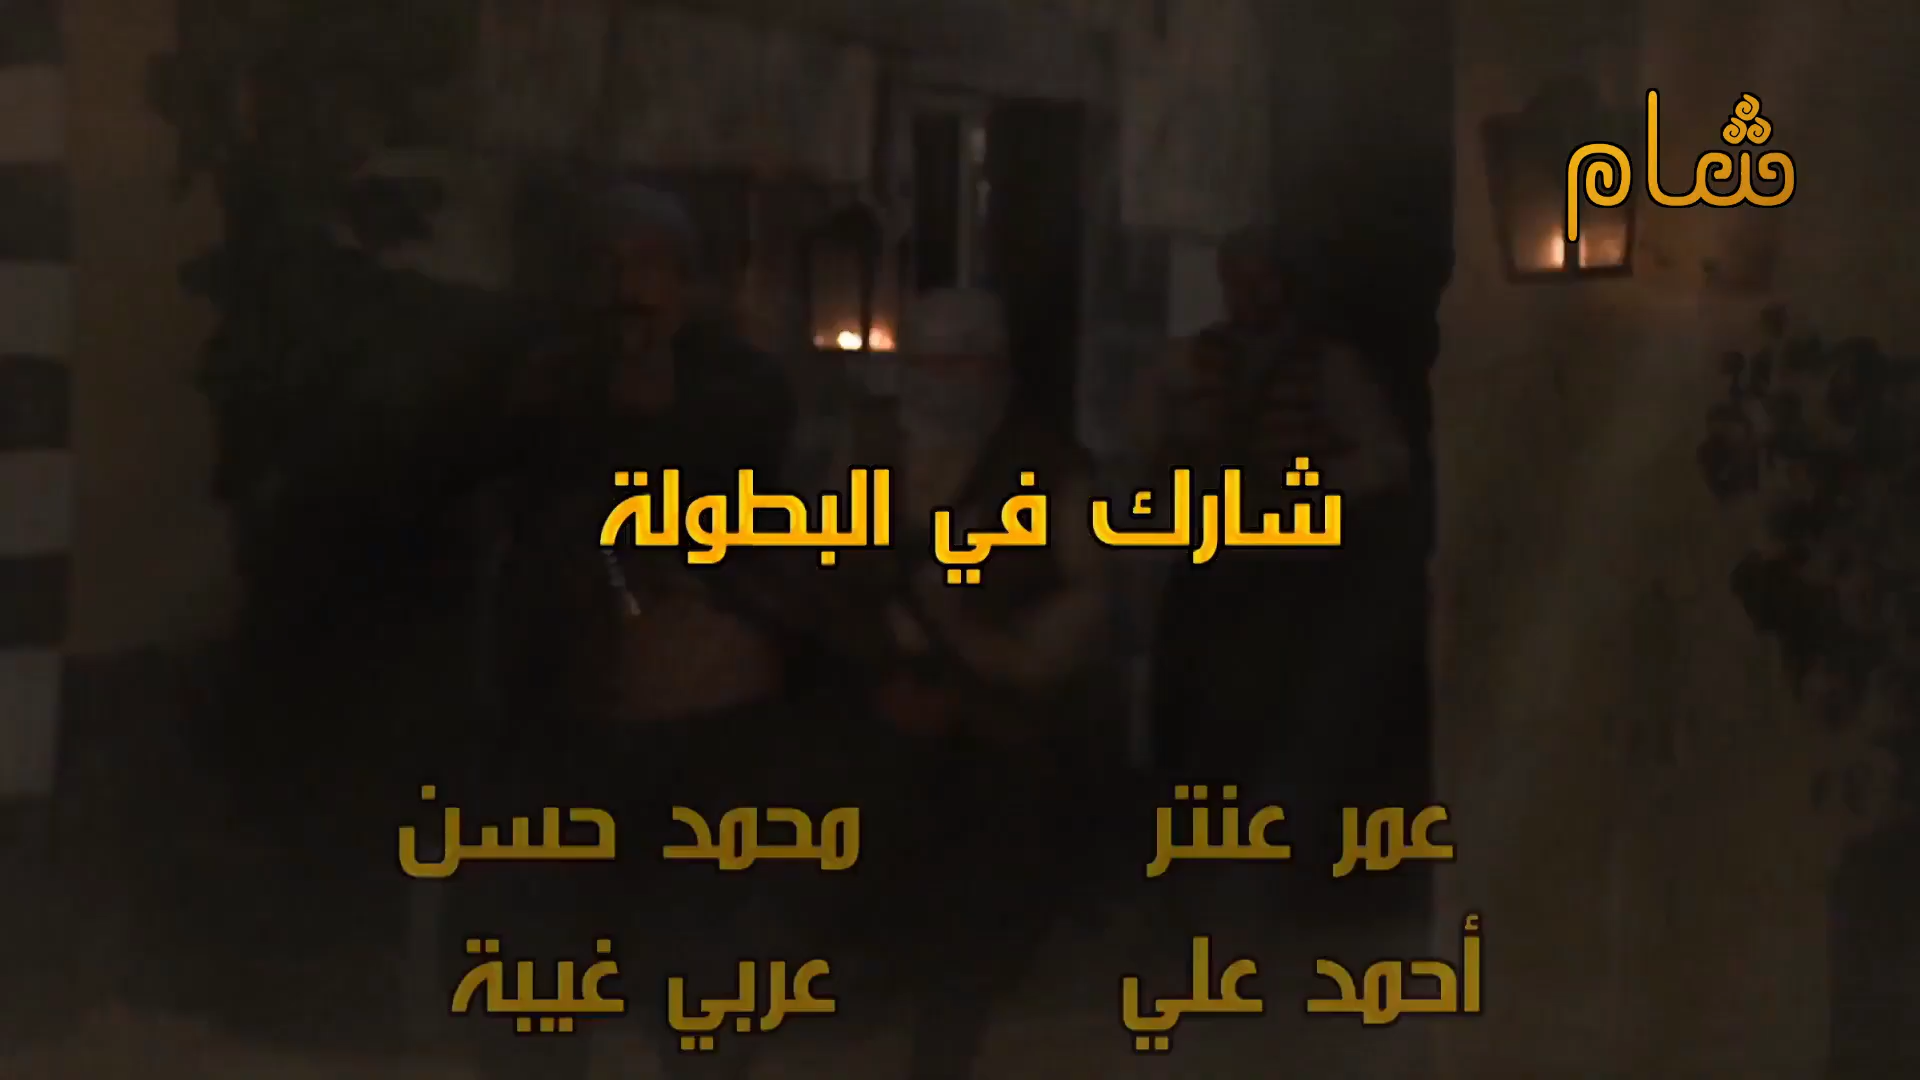 شام
شارك في البطولة
عمر عنتر محمد حسن
أحمد علي عربي غيبة